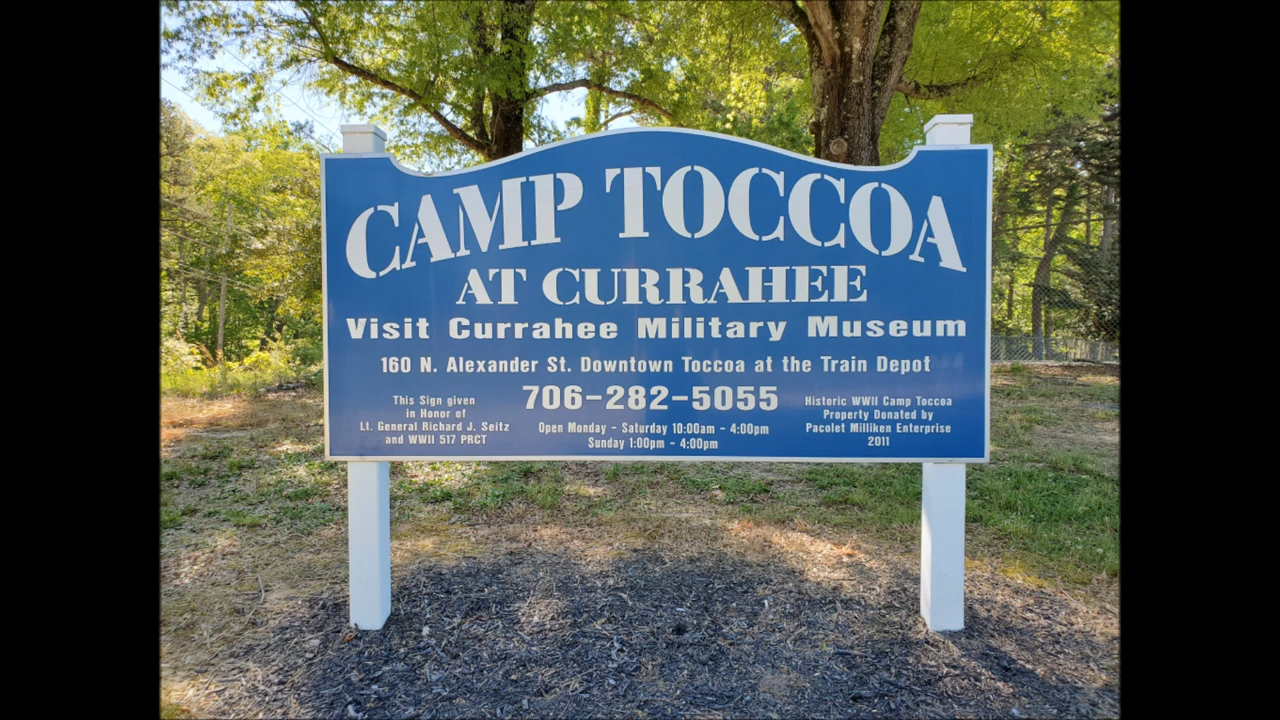 CAMP TOCCOA
AT CURRAHEE
Visit Currahee Military Museum
160 N. Alexander St. Downtown Toccoa at the Train Depot
706-282-5055
This Sign given
in Honor of
Lt. General Richard J. Seitz
and WWII 517 PRCT
Open Monday - Saturday 10:00am - 4:00pm
Sunday 1:00pm - 4:00pm
Historic WWII Camp Toccoa
Property Donated by
Pacolet Milliken Enterprise
2011